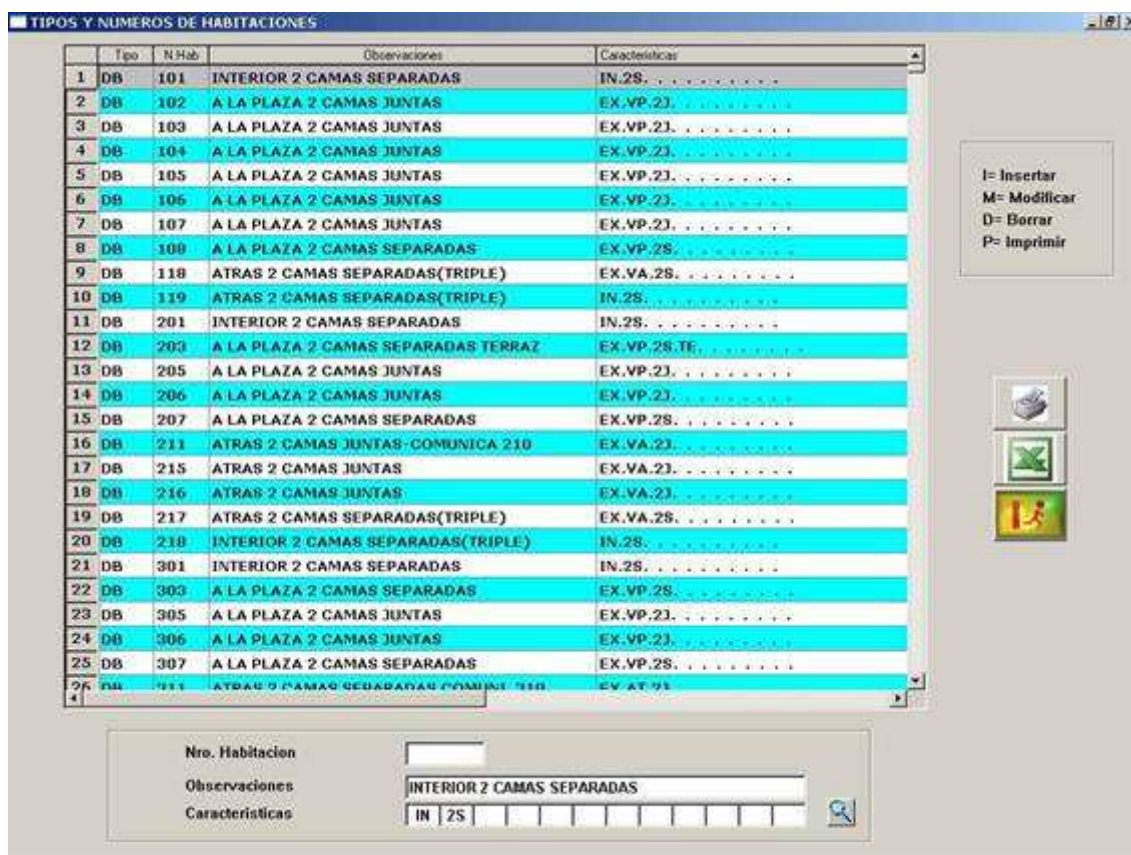 TIPOS Y NUMEROS DE HABITACIONES
Tipo N.Hab Observaciones Caracteristicas
1 DB 101 INTERIOR 2 CAMAS SEPARADAS IN.2S. . . . . . . . . .
2 DB 102 A LA PLAZA 2 CAMAS JUNTAS EX.VP.2J. . . . . . . . .
3 DB 103 A LA PLAZA 2 CAMAS JUNTAS EX.VP.2J. . . . . . . . .
4 DB 104 A LA PLAZA 2 CAMAS JUNTAS EX.VP.2J. . . . . . . . .
5 DB 105 A LA PLAZA 2 CAMAS JUNTAS EX.VP.2J. . . . . . . . .
6 DB 106 A LA PLAZA 2 CAMAS JUNTAS EX.VP.2J. . . . . . . . .
7 DB 107 A LA PLAZA 2 CAMAS JUNTAS EX.VP.2J. . . . . . . . .
8 DB 108 A LA PLAZA 2 CAMAS SEPARADAS EX.VP.2S. . . . . . . . .
9 DB 118 ATRAS 2 CAMAS SEPARADAS(TRIPLE) EX.VA.2S. . . . . . . . .
10 DB 119 ATRAS 2 CAMAS SEPARADAS(TRIPLE) IN.2S. . . . . . . . . .
11 DB 201 INTERIOR 2 CAMAS SEPARADAS IN.2S. . . . . . . . . .
12 DB 203 A LA PLAZA 2 CAMAS SEPARADAS TERRAZ EX.VP.2S.TE. . . . . . . .
13 DB 205 A LA PLAZA 2 CAMAS JUNTAS EX.VP.2J. . . . . . . . .
14 DB 206 A LA PLAZA 2 CAMAS JUNTAS EX.VP.2J. . . . . . . . .
15 DB 207 A LA PLAZA 2 CAMAS SEPARADAS EX.VP.2S. . . . . . . . .
16 DB 211 ATRAS 2 CAMAS JUNTAS-COMUNICA 210 EX.VA.2J. . . . . . . . .
17 DB 215 ATRAS 2 CAMAS JUNTAS EX.VA.2J. . . . . . . . .
18 DB 216 ATRAS 2 CAMAS JUNTAS EX.VA.2J. . . . . . . . .
19 DB 217 ATRAS 2 CAMAS SEPARADAS(TRIPLE) EX.VA.2S. . . . . . . . .
20 DB 218 INTERIOR 2 CAMAS SEPARADAS(TRIPLE) IN.2S. . . . . . . . . .
21 DB 301 INTERIOR 2 CAMAS SEPARADAS IN.2S. . . . . . . . . .
22 DB 303 A LA PLAZA 2 CAMAS SEPARADAS EX.VP.2S. . . . . . . . .
23 DB 305 A LA PLAZA 2 CAMAS JUNTAS EX.VP.2J. . . . . . . . .
24 DB 306 A LA PLAZA 2 CAMAS JUNTAS EX.VP.2J. . . . . . . . .
25 DB 307 A LA PLAZA 2 CAMAS SEPARADAS EX.VP.2S. . . . . . . . .
26 DB 311 ATRAS 2 CAMAS SEPARADAS COMUNI. 310
I= Insertar
M= Modificar
D= Borrar
P= Imprimir
Nro. Habitacion
Observaciones INTERIOR 2 CAMAS SEPARADAS
Caracteristicas IN 2S